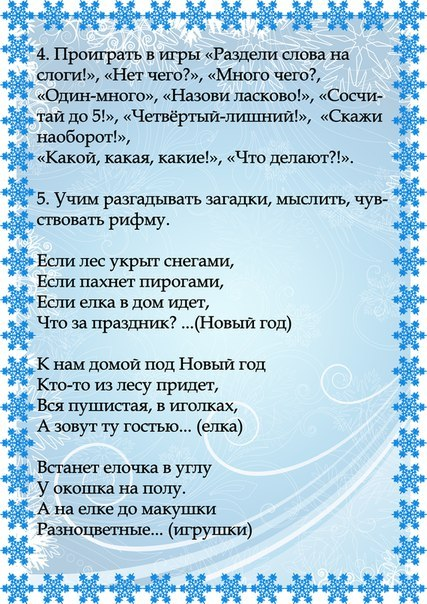 4. Проиграть в игры «Раздели слова на
слоги!», «Нет чего?», «Много чего?,
«Один-много», «Назови ласково!», «Сосчи-
тай до 5!», «Четвёртый-лишний!», «Скажи
наоборот!»,
«Какой, какая, какие!», «Что делают?!».
5. Учим разгадывать загадки, мыслить, чув-
ствовать рифму.
Если лес укрыт снегами,
Если пахнет пирогами,
Если елка в дом идет,
Что за праздник? ...(Новый год)
К нам домой под Новый год
Кто-то из лесу придет,
Вся пушистая, в иголках,
А зовут ту гостью... (елка)
Встанет елочка в углу
У окошка на полу.
А на елке до макушки
Разноцветные... (игрушки)